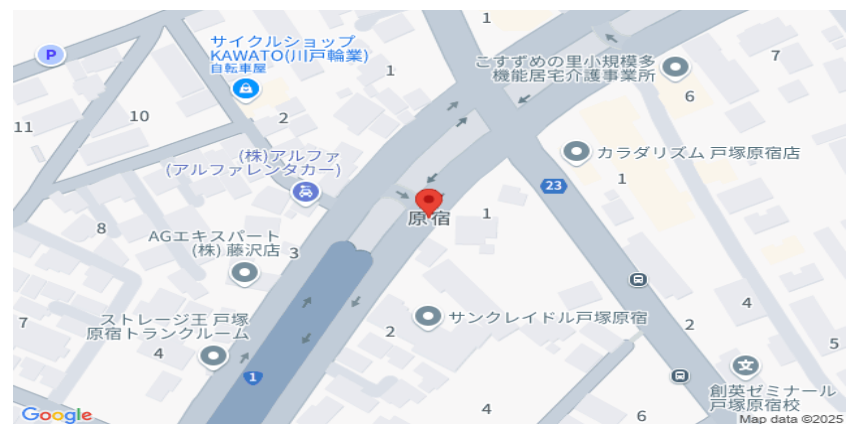 1
P
サイクルショップ
KAWATO(川戸輪業)
自転車屋
1
こすずめの里小規模多
機能居宅介護事業所
7
6
11
10
2
(株)アルファ
(アルファレンタカー)
カラダリズム 戸塚原宿店
23
1
原宿
1
8
AGエキスパート
(株) 藤沢店
3
7
ストレージ王 戸塚
原宿トランクルーム
4
サンクレイドル戸塚原宿
2
2
4
5
1
文
創英ゼミナール
戸塚原宿校
4
6
Google
Map data ©2025